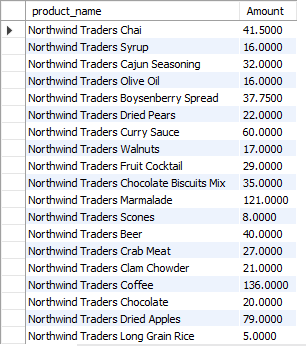 product_name Amount
Northwind Traders Chai 41.5000
Northwind Traders Syrup 16.0000
Northwind Traders Cajun Seasoning 32.0000
Northwind Traders Olive Oil 16.0000
Northwind Traders Boysenberry Spread 37.7500
Northwind Traders Dried Pears 22.0000
Northwind Traders Curry Sauce 60.0000
Northwind Traders Walnuts 17.0000
Northwind Traders Fruit Cocktail 29.0000
Northwind Traders Chocolate Biscuits Mix 35.0000
Northwind Traders Marmalade 121.0000
Northwind Traders Scones 8.0000
Northwind Traders Beer 40.0000
Northwind Traders Crab Meat 27.0000
Northwind Traders Clam Chowder 21.0000
Northwind Traders Coffee 136.0000
Northwind Traders Chocolate 20.0000
Northwind Traders Dried Apples 79.0000
Northwind Traders Long Grain Rice 5.0000